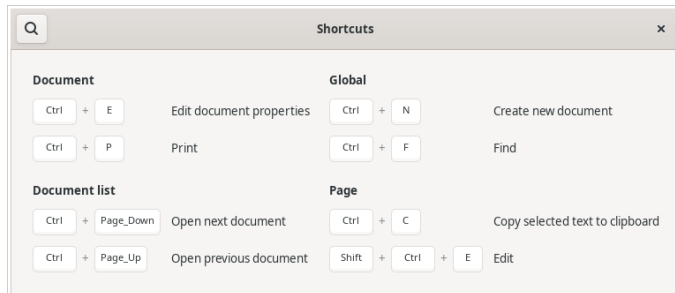 Shortcuts ×
Document
Ctrl + E Edit document properties
Ctrl + P Print
Document list
Ctrl + Page_Down Open next document
Ctrl + Page_Up Open previous document
Global
Ctrl + N Create new document
Ctrl + F Find
Page
Ctrl + C Copy selected text to clipboard
Shift + Ctrl + E Edit